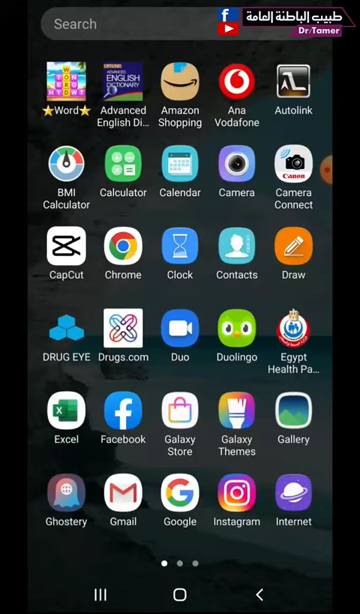 طبيب الباطنة العامة
Dr/Tamer
Search
⭐Word⭐
Advanced English Di...
Amazon Shopping
Ana Vodafone
Autolink
BMI Calculator
Calculator
Calendar
Camera
Camera Connect
CapCut
Chrome
Clock
Contacts
Draw
DRUG EYE
Drugs.com
Duo
Duolingo
Egypt Health Pa...
Excel
Facebook
Galaxy Store
Galaxy Themes
Gallery
Ghostery
Gmail
Google
Instagram
Internet